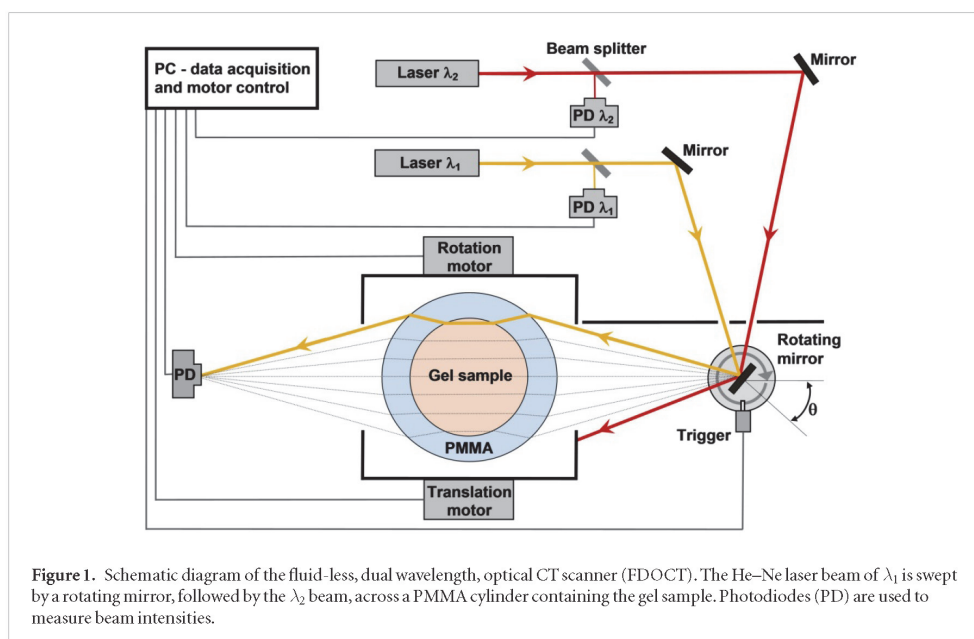 PC - data acquisition
and motor control
Laser λ2
Beam splitter
Mirror
PD λ2
Laser λ1
Mirror
PD λ1
Rotation
motor
Rotating
mirror
PD
Gel sample
θ
Trigger
PMMA
Translation
motor
Figure 1. Schematic diagram of the fluid-less, dual wavelength, optical CT scanner (FDOCT). The He–Ne laser beam of λ1 is swept
by a rotating mirror, followed by the λ2 beam, across a PMMA cylinder containing the gel sample. Photodiodes (PD) are used to
measure beam intensities.